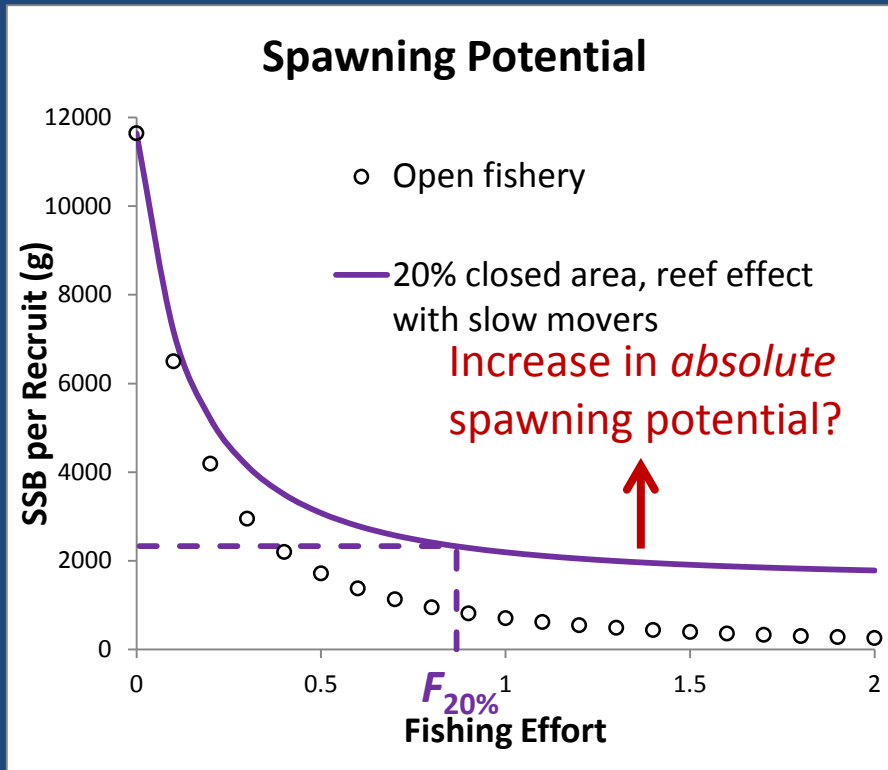 Spawning Potential
12000
10000
8000
6000
4000
2000
0
SSB per Recruit (g)
Open fishery
20% closed area, reef effect
with slow movers
Increase in absolute
spawning potential?
0
0.5
1
1.5
2
F20%
Fishing Effort